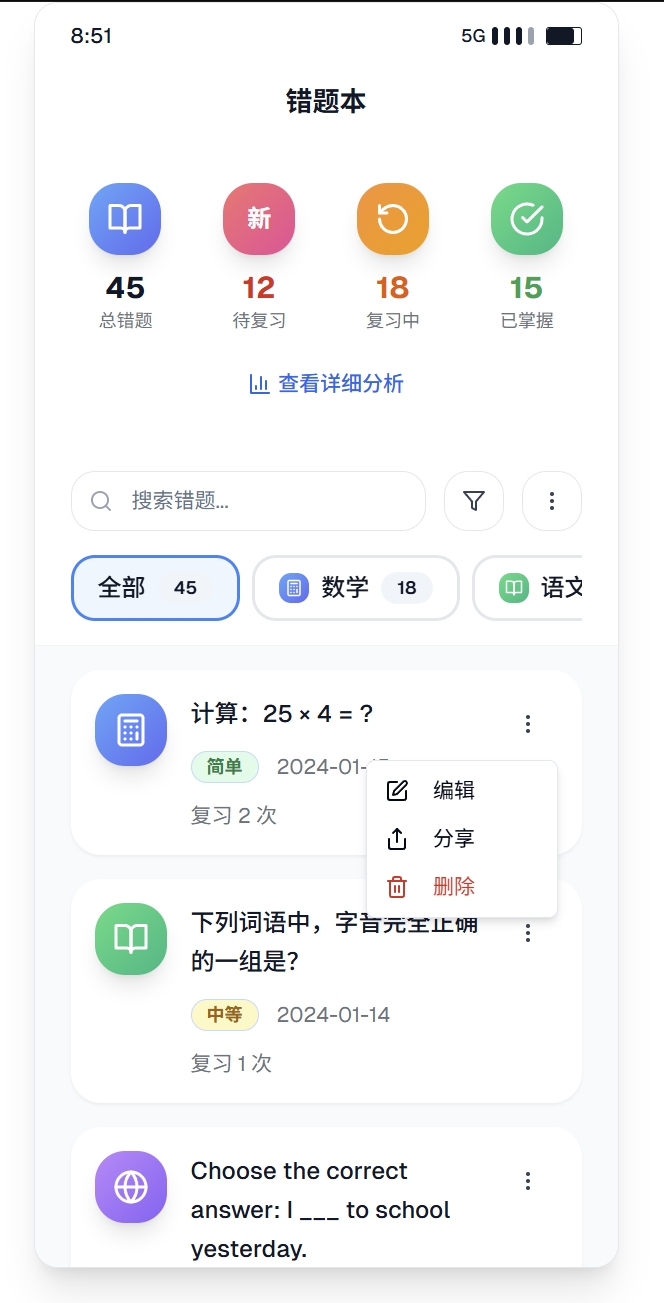 8:51
5G
错题本
新
45
12
18
15
总错题
待复习
复习中
已掌握
查看详细分析
搜索错题...
全部 45
数学 18
语文
计算：25 × 4 = ?
简单 2024-01-
复习 2 次
编辑
分享
删除
下列词语中，字音完全正确
的一组是？
中等 2024-01-14
复习 1 次
Choose the correct
answer: I ___ to school
yesterday.